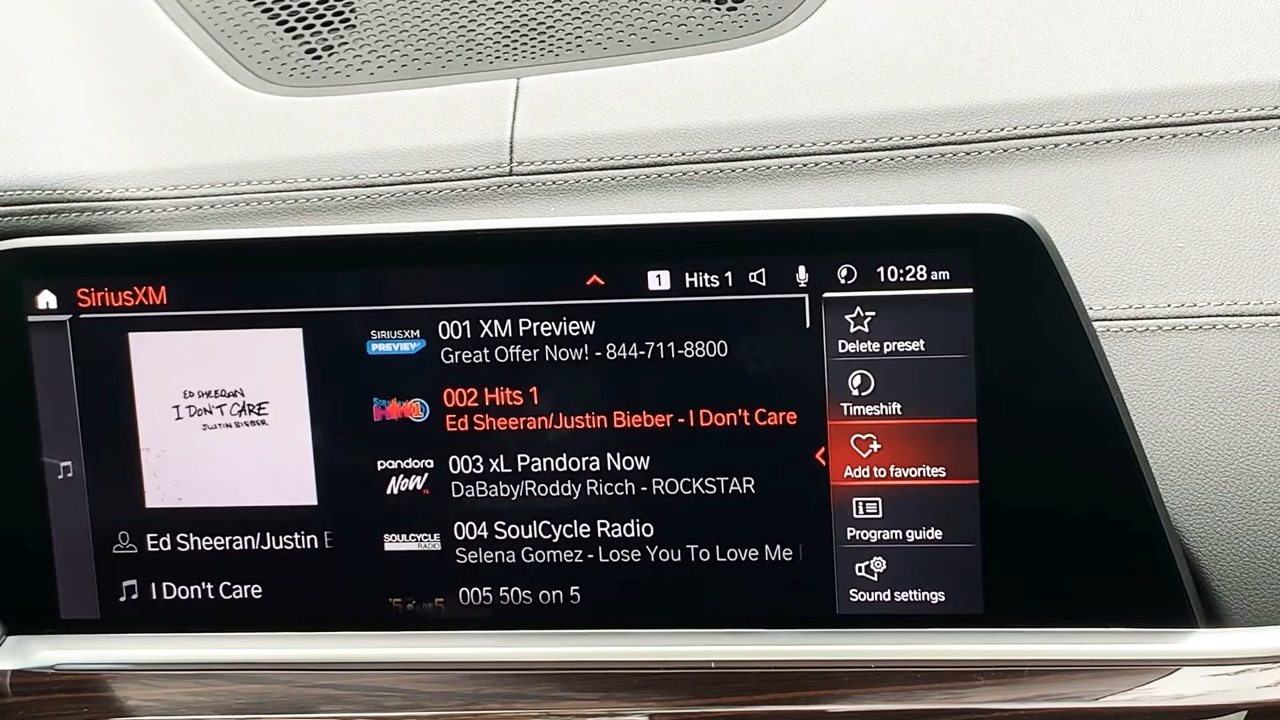 SiriusXM
1 Hits 1
10:28 am
ED SHEERAN
I DON'T CARE
JUSTIN BIEBER
Ed Sheeran/Justin
I Don't Care
SIRIUSXM
PREVIEW
001 XM Preview
Great Offer Now! - 844-711-8800
002 Hits 1
Ed Sheeran/Justin Bieber - I Don't Care
pandora
NOW
003 xL Pandora Now
DaBaby/Roddy Ricch - ROCKSTAR
SOULCYCLE
RADIO
004 SoulCycle Radio
Selena Gomez - Lose You To Love Me
005 50s on 5
Delete preset
Timeshift
Add to favorites
Program guide
Sound settings